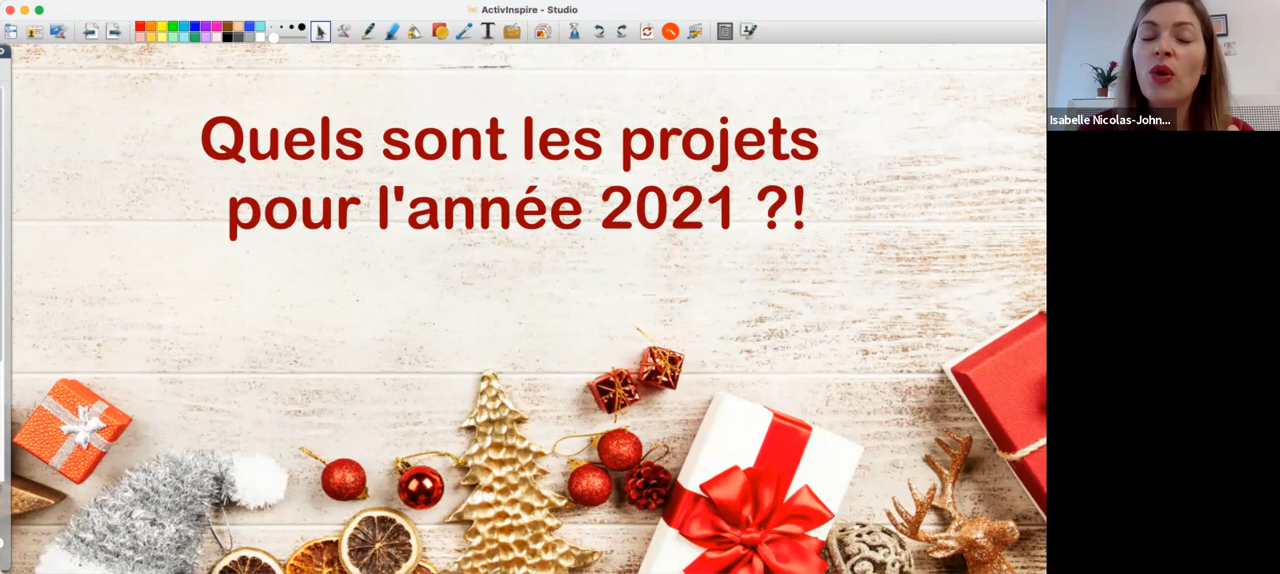 ActivInspire - Studio
Quels sont les projets
pour l'année 2021 ?!
Isabelle Nicolas-John...